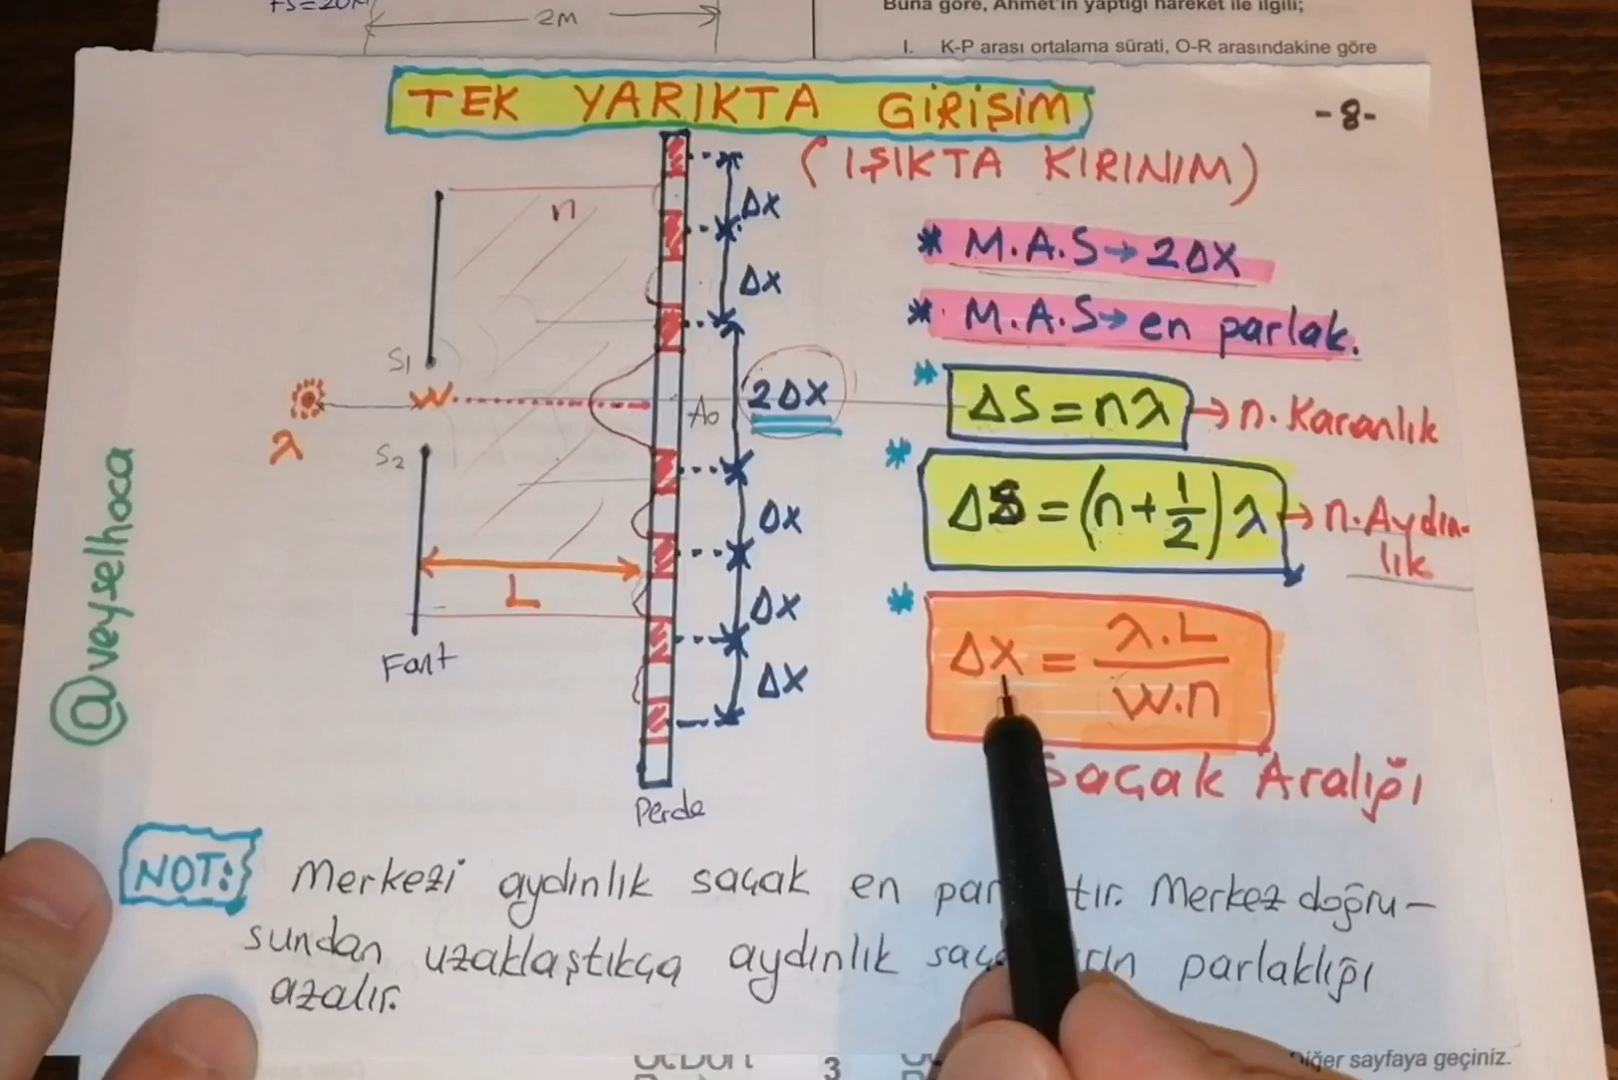 2M
Buna göre, Ahmet'in yaptığı hareket ile ilgili;
I. K-P arası ortalama sürati, O-R arasındakine göre
TEK YARIKTA GİRİŞİM
-8-
(IŞIKTA KIRINIM)
n
ΔX
ΔX
* M.A.S→2ΔX
* M.A.S→en parlak.
S1
W
λ
S2
A0
2ΔX
* ΔS=nλ →n.Karanlık
* ΔS=(n+1/2)λ →n.Aydın-
lık
ΔX
ΔX
ΔX
L
Fant
Perde
* ΔX = λ.L / W.n
Saçak Aralığı
@veyselhoca
NOT: Merkezi aydınlık saçak en par tır. Merkez doğru-
sundan uzaklaştıkça aydınlık saç rın parlaklığı
azalır.
3
Diğer sayfaya geçiniz.